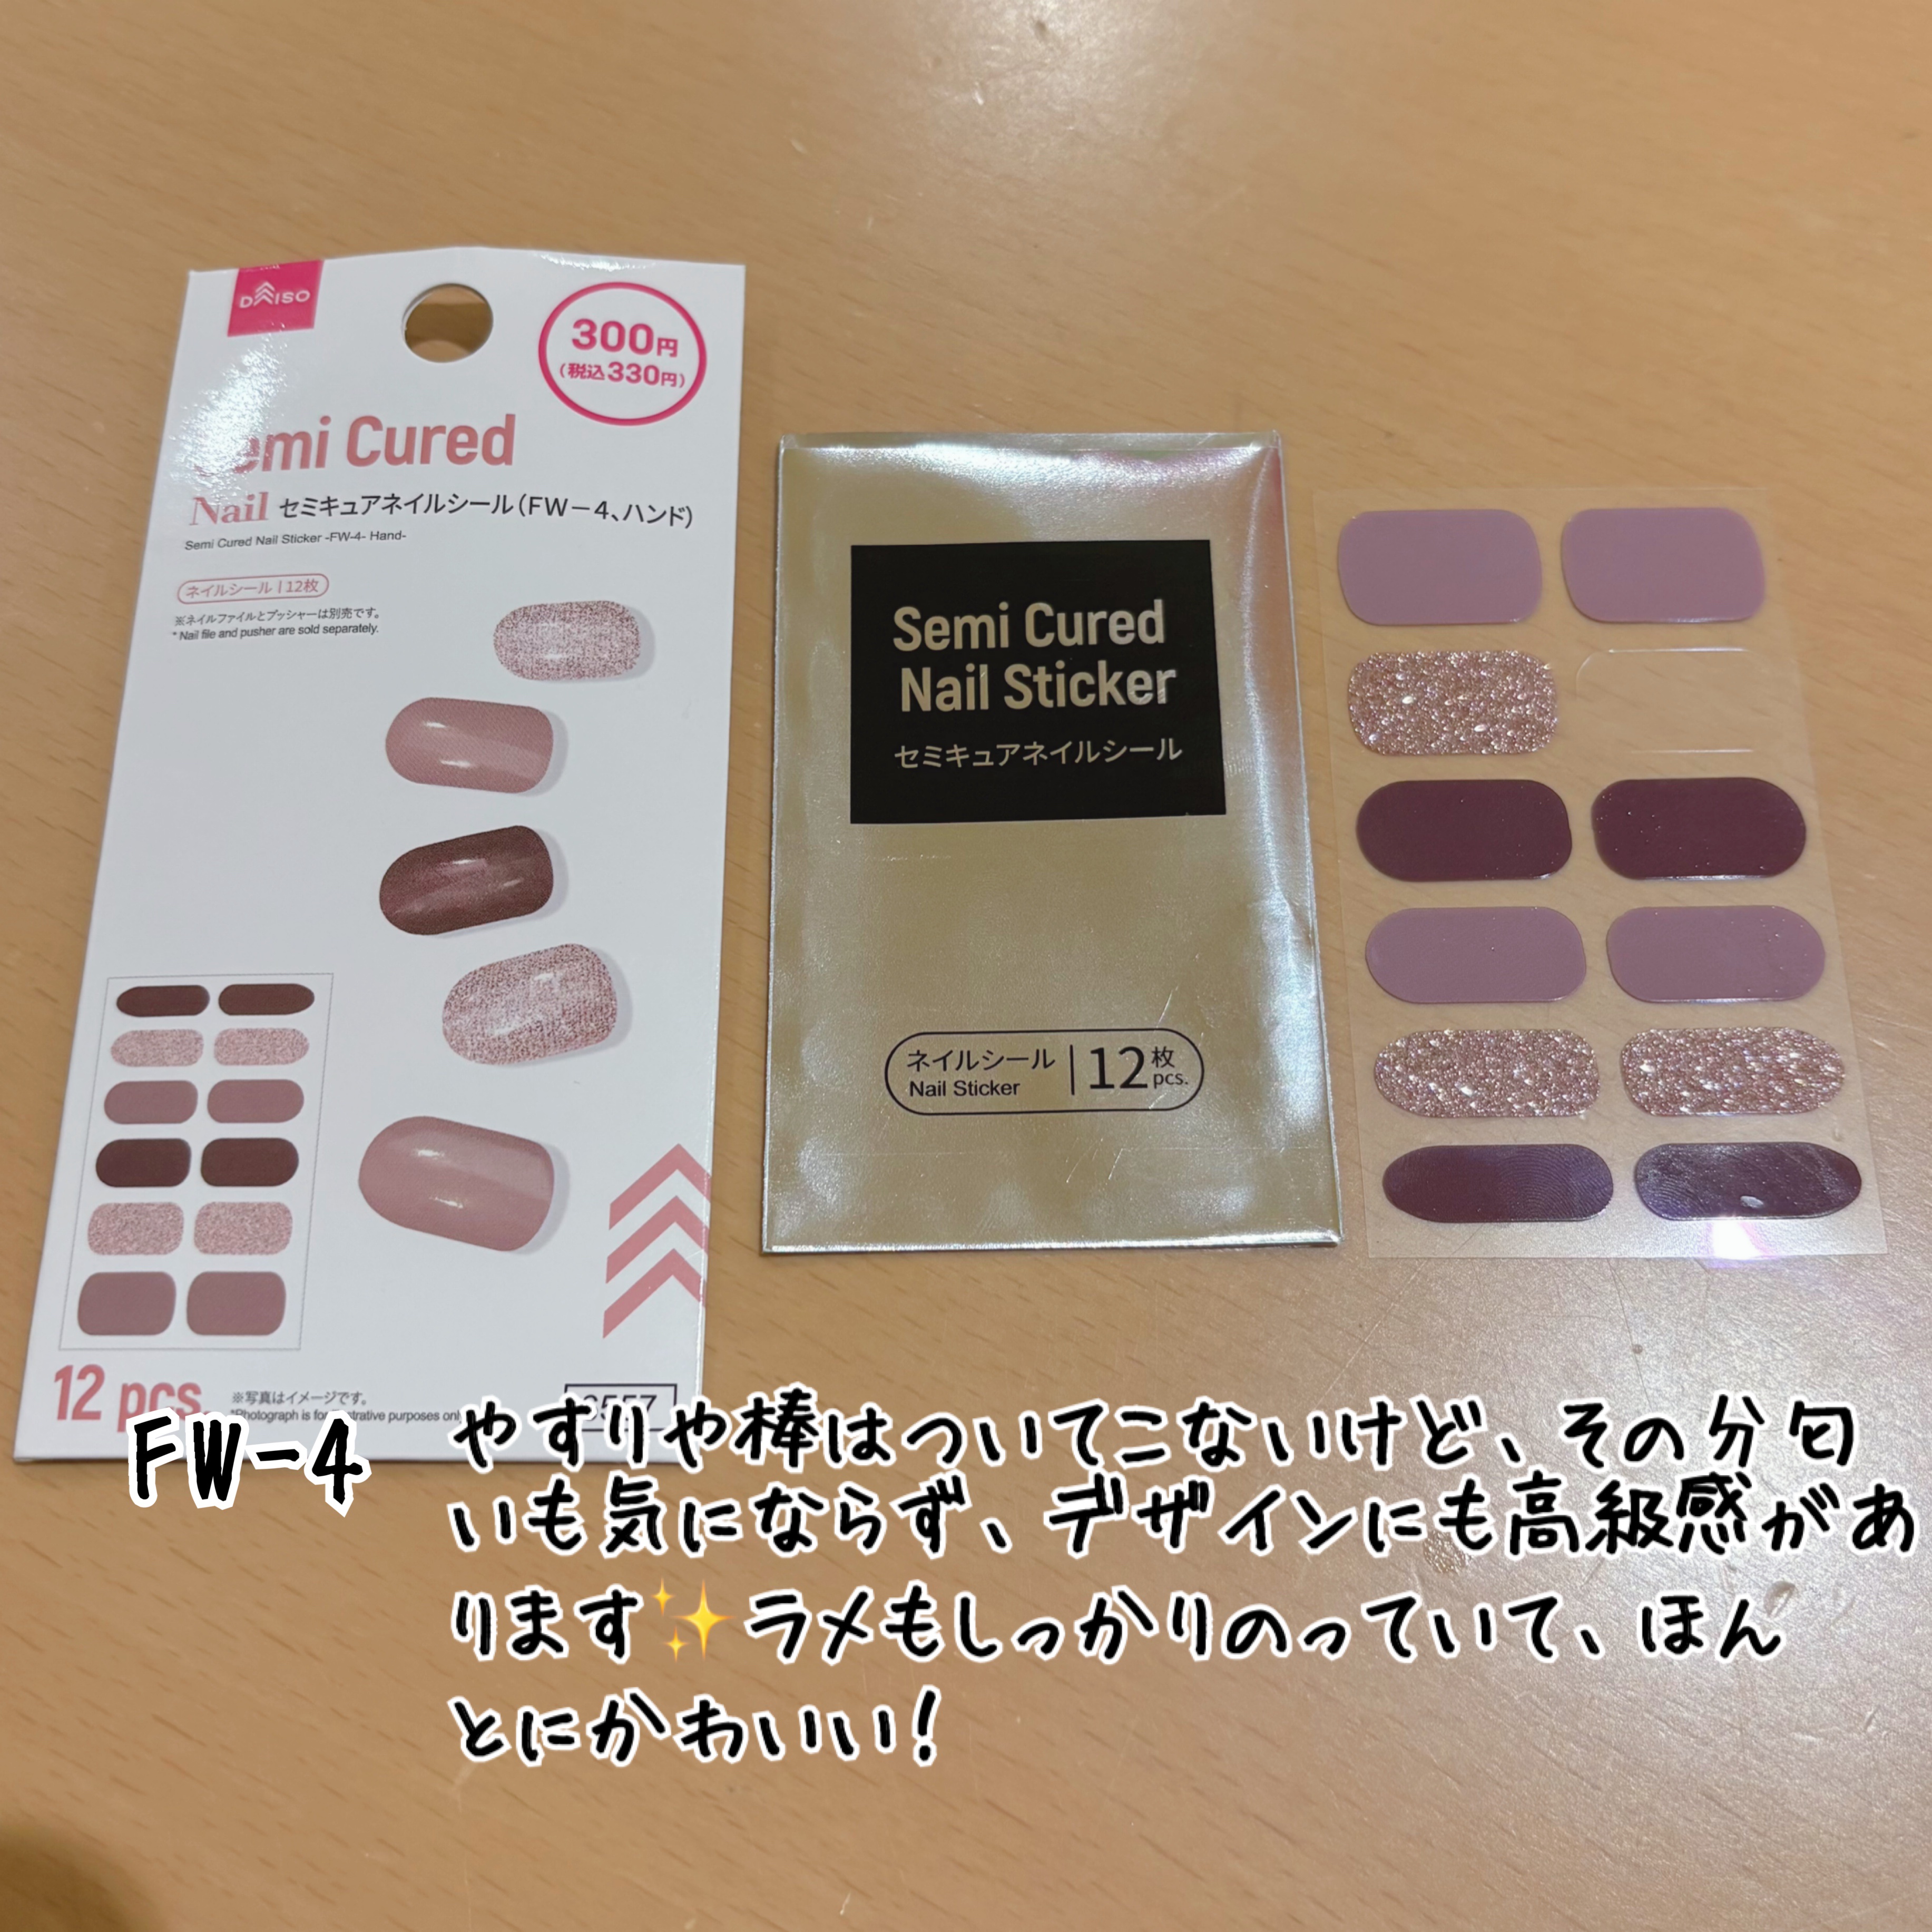 DAISO
300円
(税込330円)
Semi Cured
Nail セミキュアネイルシール(FW-4、ハンド)
Semi Cured Nail Sticker -FW-4- Hand-
ネイルシール | 12枚
※ネイルファイルとプッシャーは別売です。
* Nail file and pusher are sold separately.
12 pcs.
※写真はイメージです。
*Photograph is for purposes
Semi Cured
Nail Sticker
セミキュアネイルシール
ネイルシール | 12枚
Nail Sticker pcs.
FW-4
やすりや棒はついてこないけど、その分匂
いも気にならず、デザインにも高級感があ
ります✨ラメもしっかりのっていて、ほん
とにかわいい!